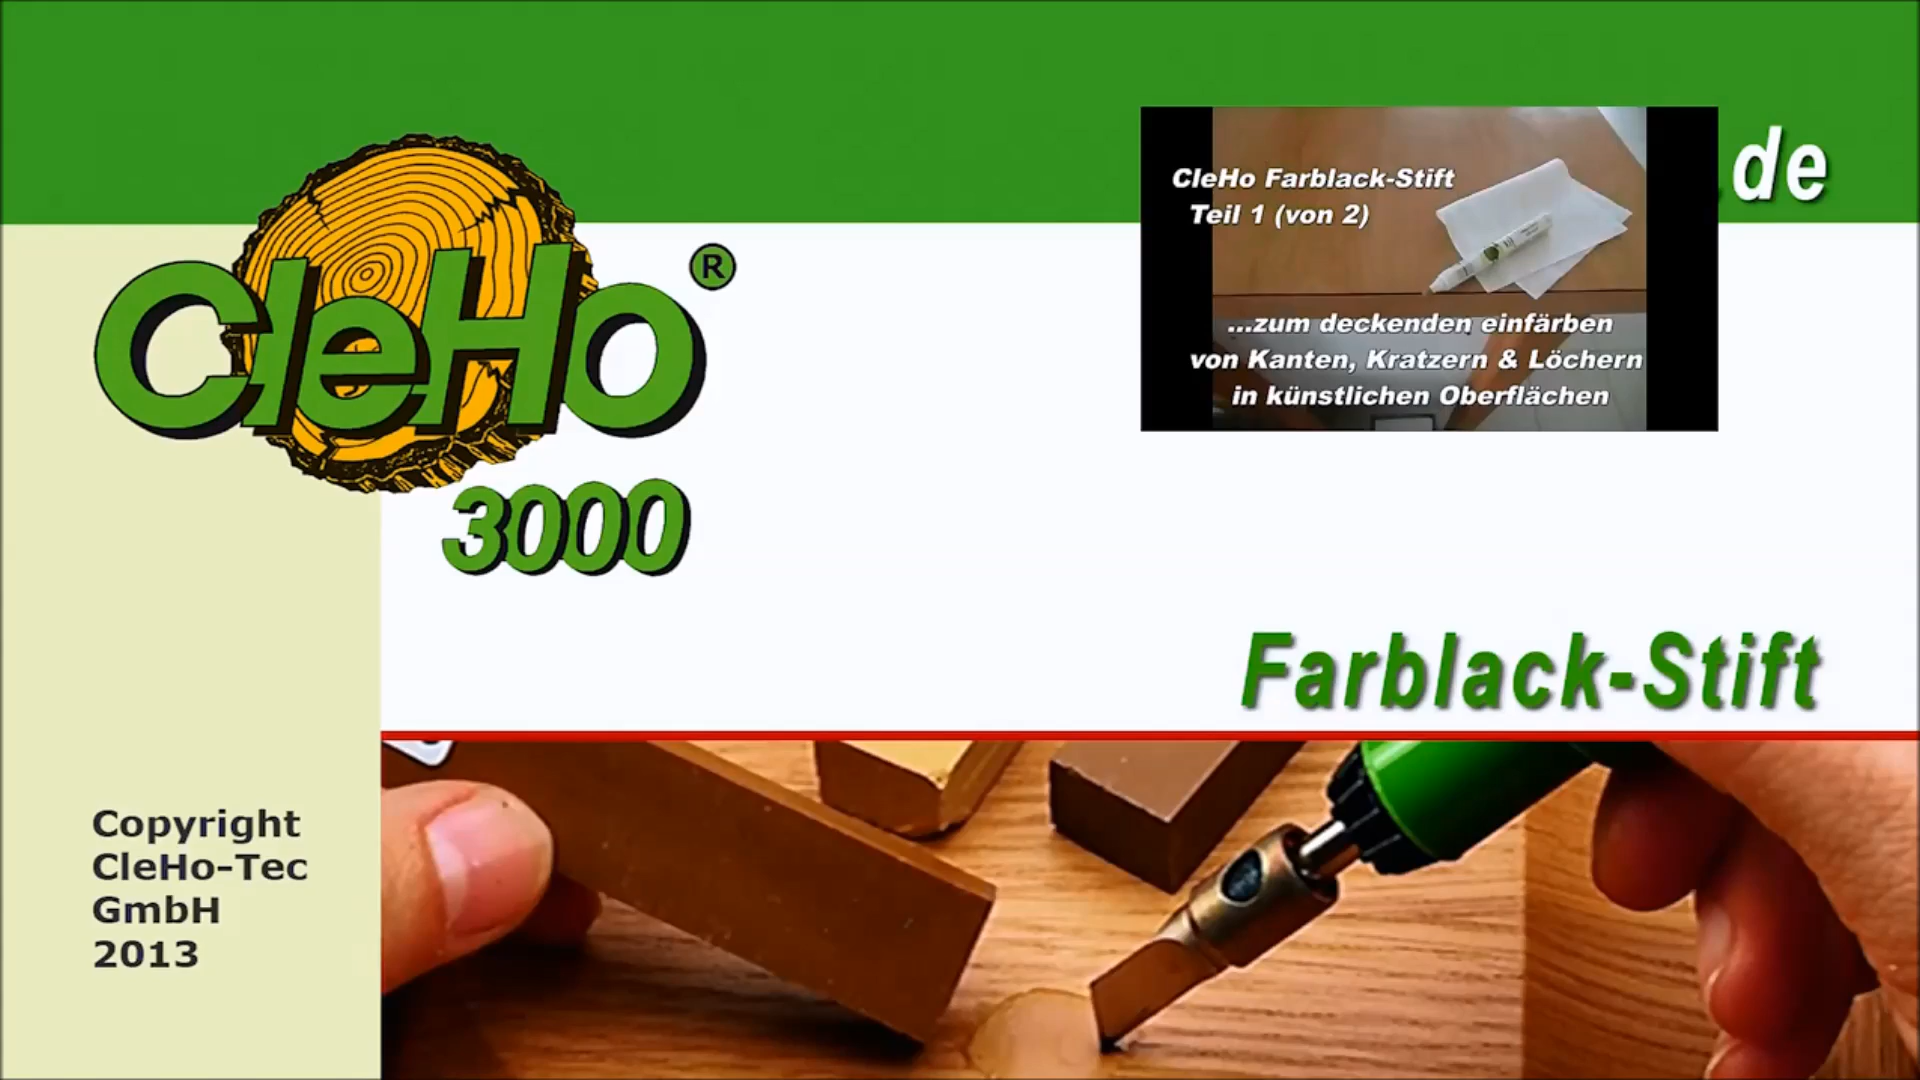 .de
CleHo®
3000
CleHo Farblack-Stift
Teil 1 (von 2)
...zum deckenden einfärben
von Kanten, Kratzern & Löchern
in künstlichen Oberflächen
Farblack-Stift
Copyright
CleHo-Tec
GmbH
2013